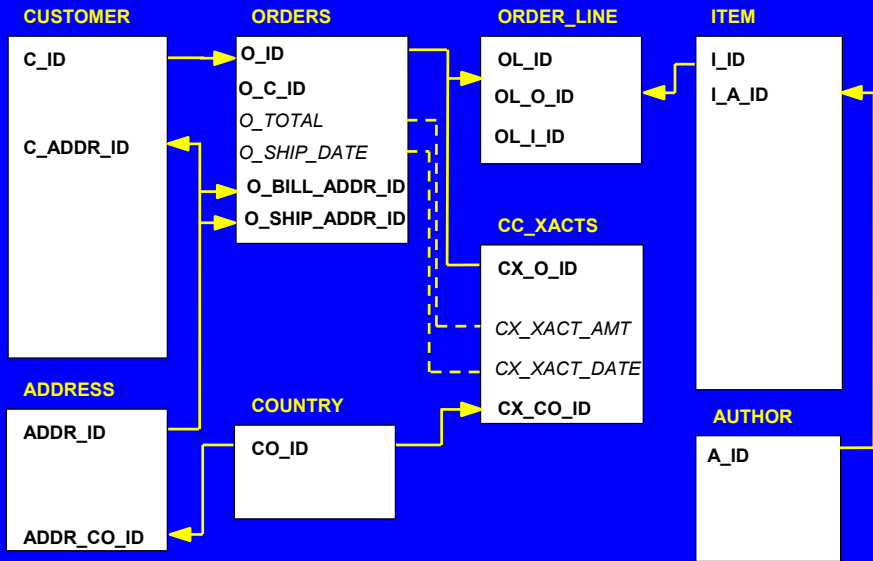 CUSTOMER
C_ID
C_ADDR_ID
ORDERS
O_ID
O_C_ID
O_TOTAL
O_SHIP_DATE
O_BILL_ADDR_ID
O_SHIP_ADDR_ID
ORDER_LINE
OL_ID
OL_O_ID
OL_I_ID
ITEM
I_ID
I_A_ID
CC_XACTS
CX_O_ID
CX_XACT_AMT
CX_XACT_DATE
CX_CO_ID
ADDRESS
ADDR_ID
ADDR_CO_ID
COUNTRY
CO_ID
AUTHOR
A_ID